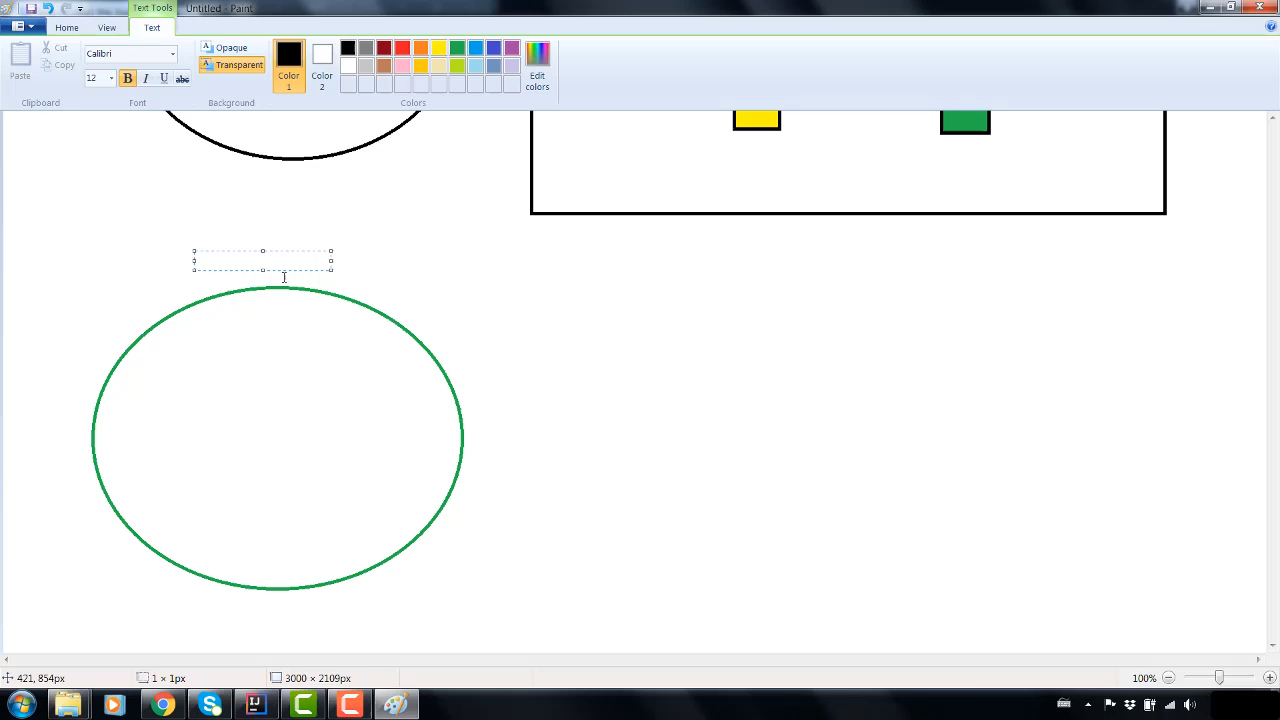 Text Tools
Untitled - Paint
Home
View
Text
Paste
Cut
Copy
Clipboard
Calibri
12
B I U abc
Font
Opaque
Transparent
Background
Color 1
Color 2
Colors
Edit colors
421, 854px
1 × 1px
3000 × 2109px
100%